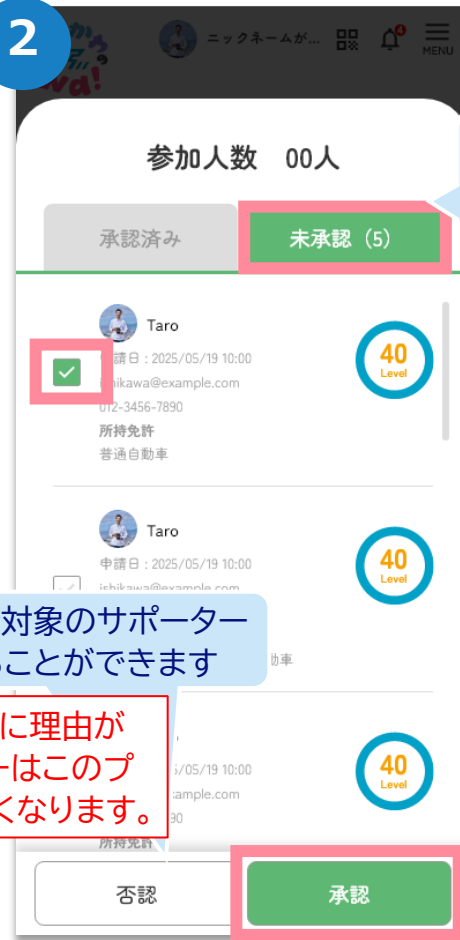 2
ニックネームが...
4
MENU
参加人数 00人
承認済み
未承認（5）
Taro
請日：2025/05/19 10:00
ikawa@example.com
012-3456-7890
所持免許
普通自動車
40
Level
Taro
申請日：2025/05/19 10:00
ishikawa@example.com
40
Level
対象のサポーター
ことができます
動車
に理由が
ーはこのプ
くなります。
/05/19 10:00
ample.com
90
所持免許
40
Level
否認
承認